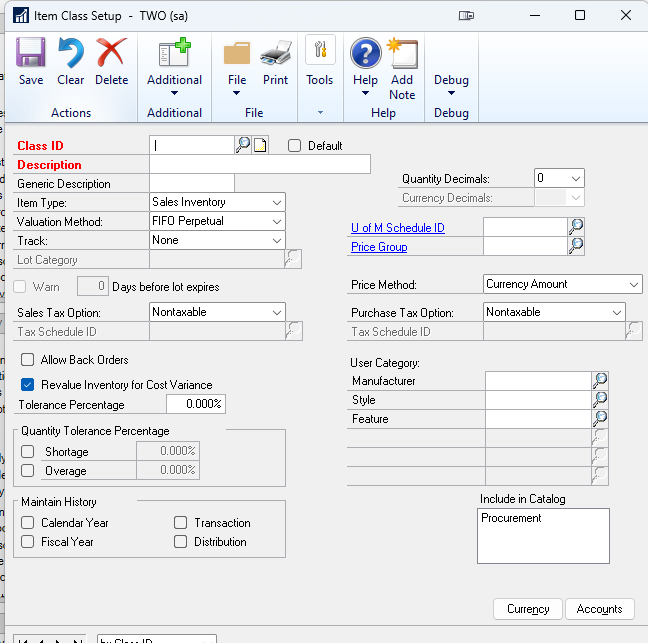 Item Class Setup - TWO (sa)
Save Clear Delete Additional File Print Tools Help Add Note Debug
Actions Additional File Help Debug
Class ID Default
Description
Generic Description Quantity Decimals: 0
Item Type: Sales Inventory Currency Decimals:
Valuation Method: FIFO Perpetual U of M Schedule ID
Track: None Price Group
Lot Category
Warn 0 Days before lot expires Price Method: Currency Amount
Sales Tax Option: Nontaxable Purchase Tax Option: Nontaxable
Tax Schedule ID Tax Schedule ID
Allow Back Orders User Category:
Revalue Inventory for Cost Variance Manufacturer
Tolerance Percentage 0.000% Style
Feature
Quantity Tolerance Percentage
Shortage 0.000%
Overage 0.000%
Maintain History Include in Catalog
Calendar Year Transaction Procurement
Fiscal Year Distribution
Currency Accounts
by Class ID